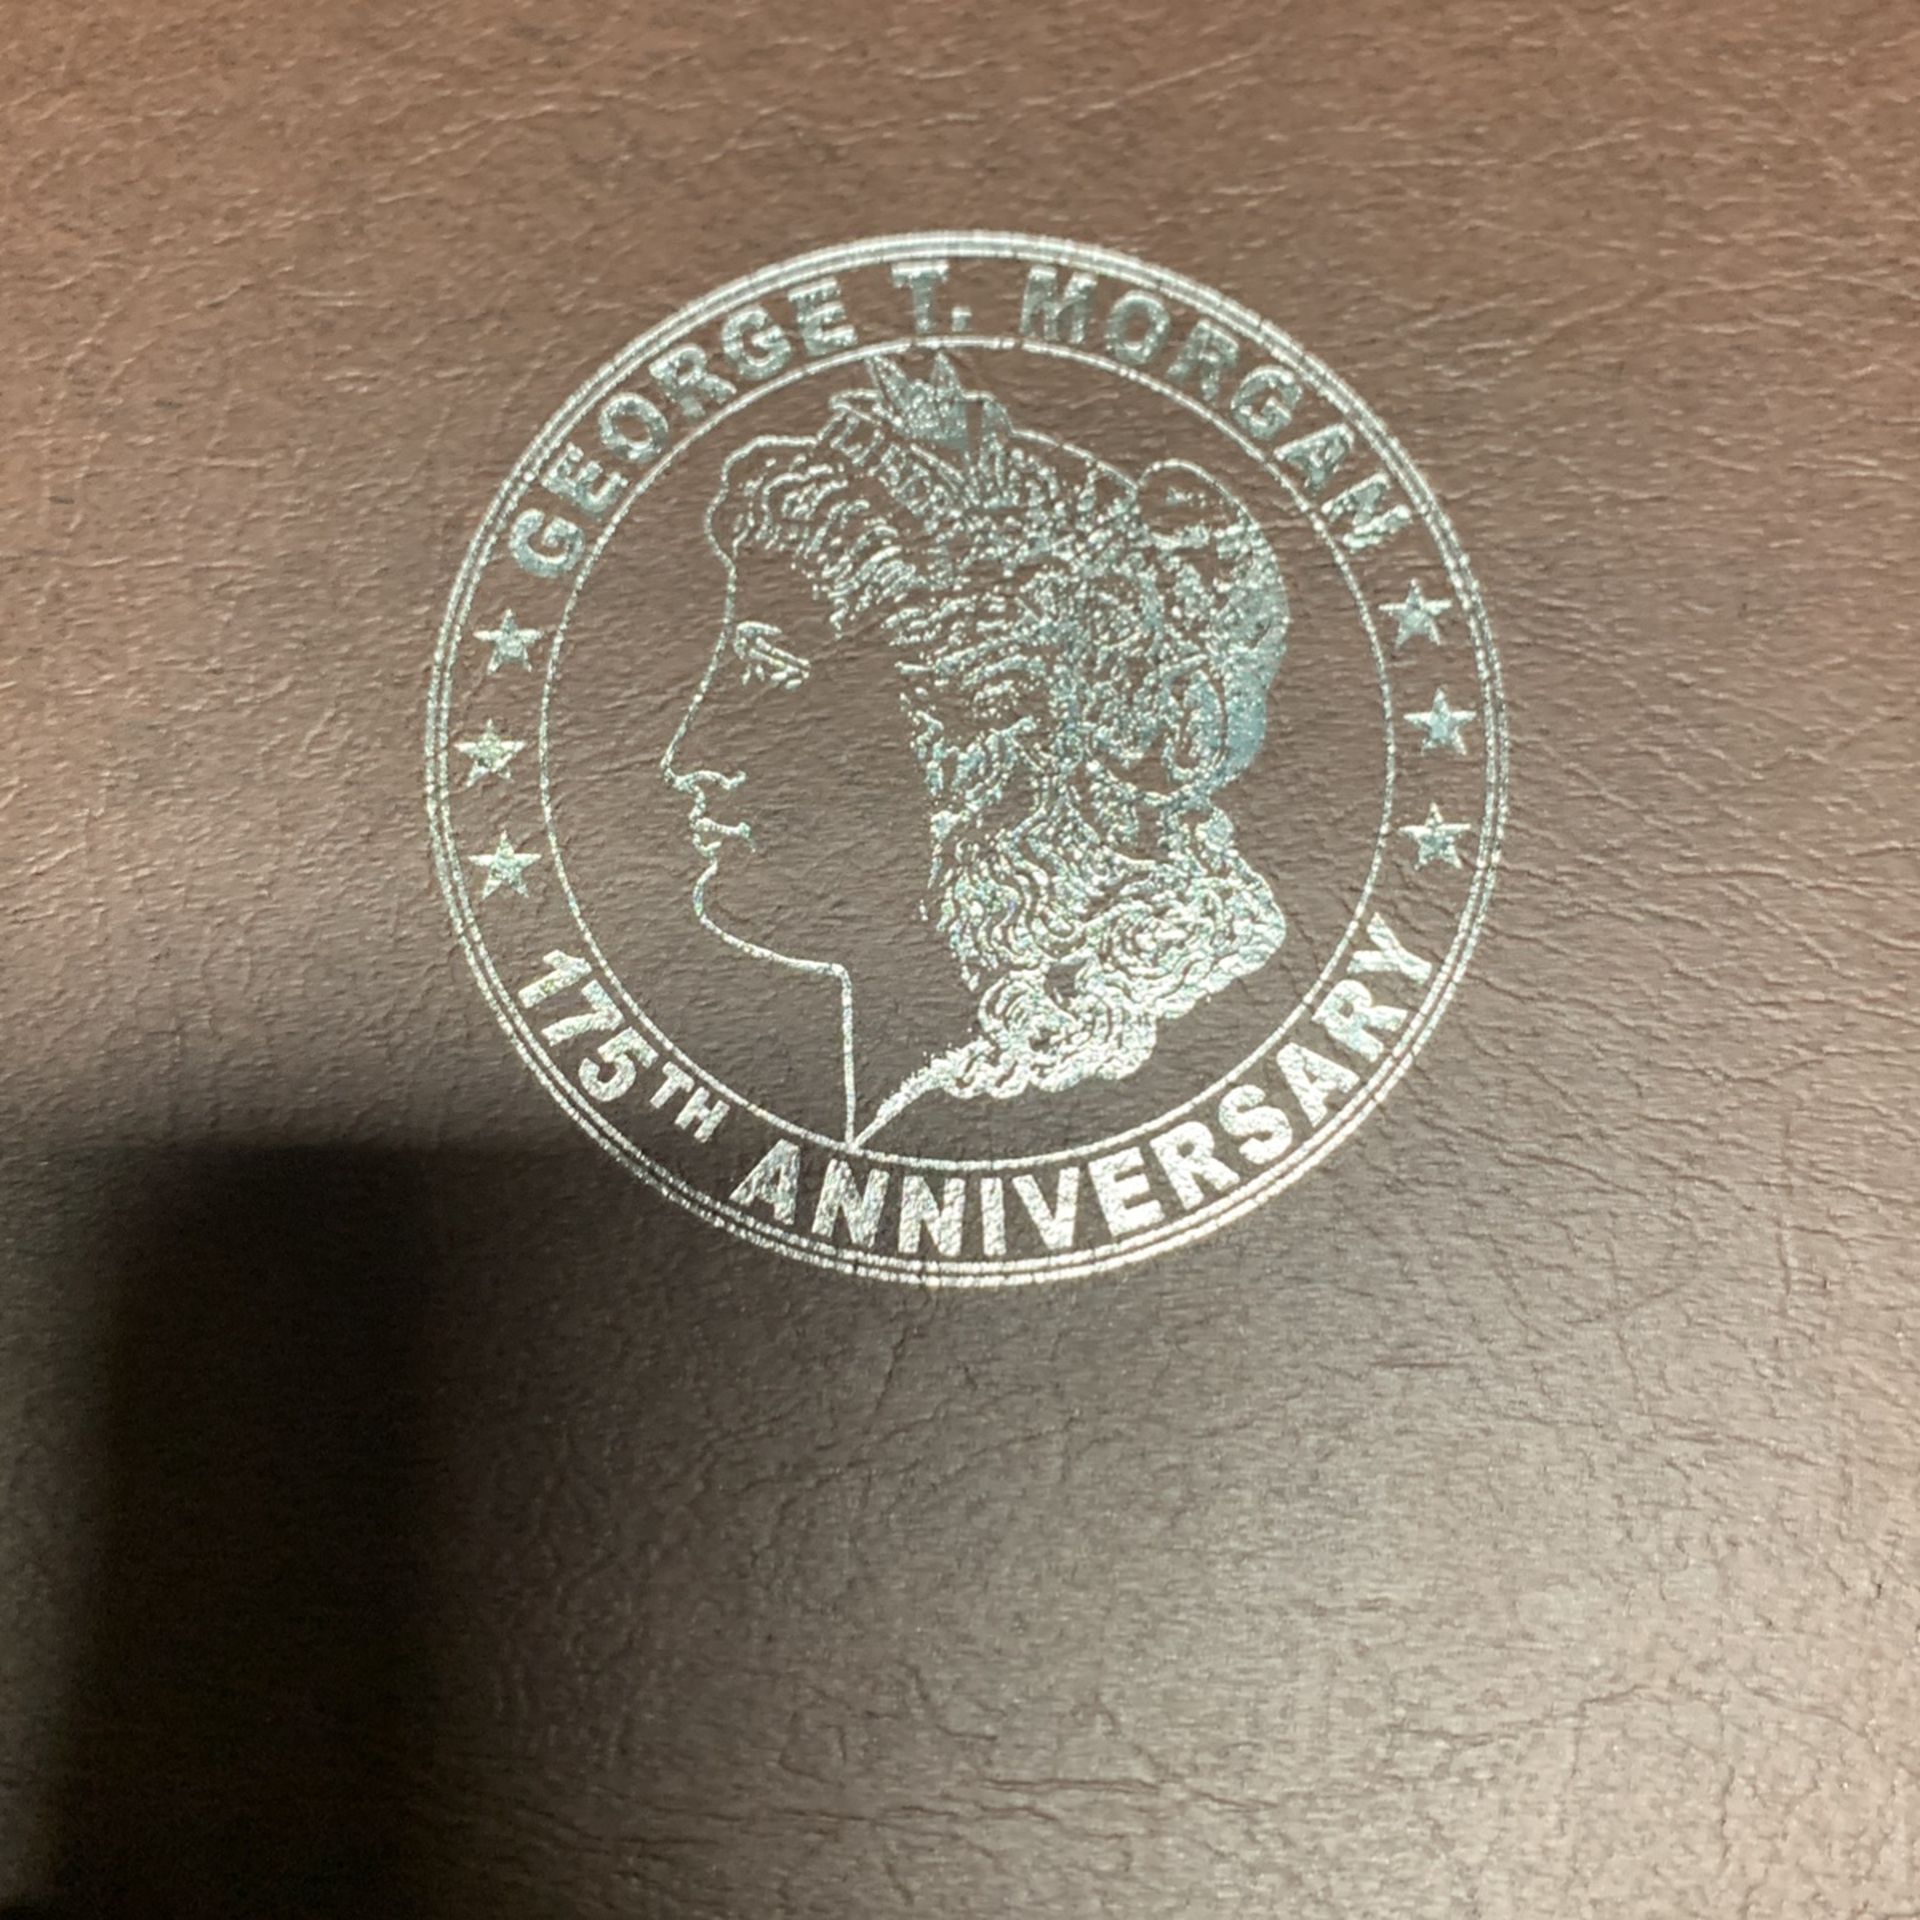 GEORGE T. MORGAN
175TH ANNIVERSARY